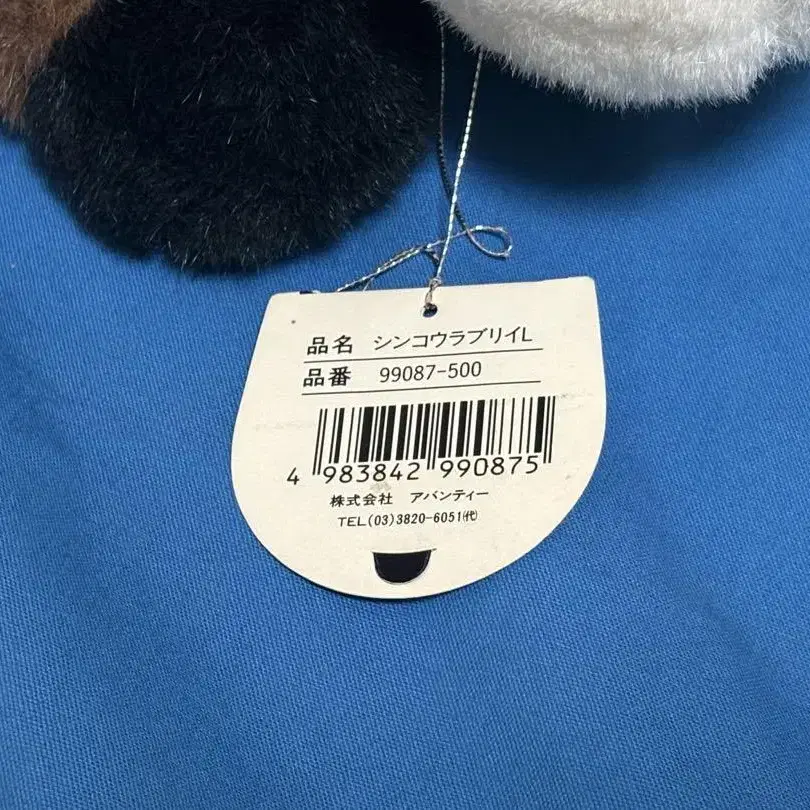 品名 シンコウラブリイL
品番 99087-500
4 983842 990875
株式会社 アバンティー
TEL(03)3820-6051㈹